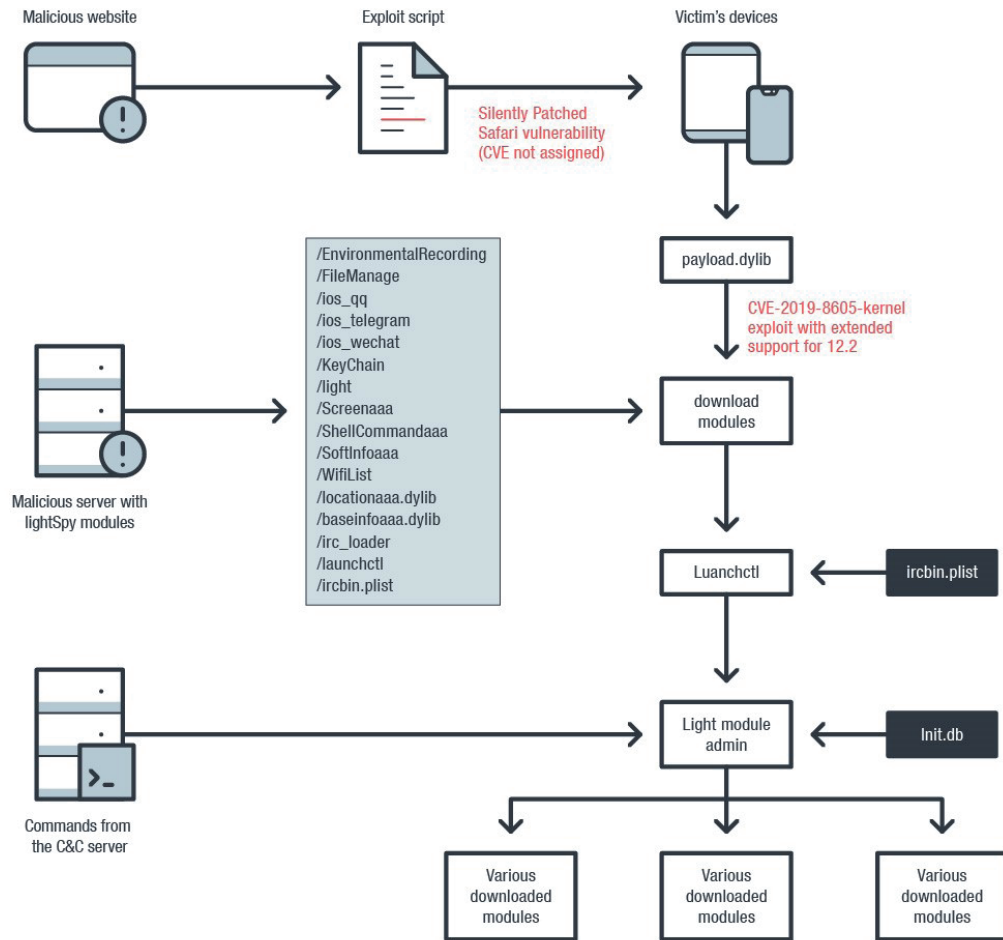 Malicious website
Exploit script
Victim's devices
Silently Patched
Safari vulnerability
(CVE not assigned)
payload.dylib
CVE-2019-8605-kernel
exploit with extended
support for 12.2
/EnvironmentalRecording
/FileManage
/ios_qq
/ios_telegram
/ios_wechat
/KeyChain
/light
/Screenaaa
/ShellCommandaaa
/SoftInfoaaa
/WifiList
/locationaaa.dylib
/baseinfoaaa.dylib
/irc_loader
/launchctl
/ircbin.plist
Malicious server with
lightSpy modules
download
modules
Luanchctl
ircbin.plist
Light module
admin
Init.db
>_
Commands from
the C&C server
Various
downloaded
modules
Various
downloaded
modules
Various
downloaded
modules